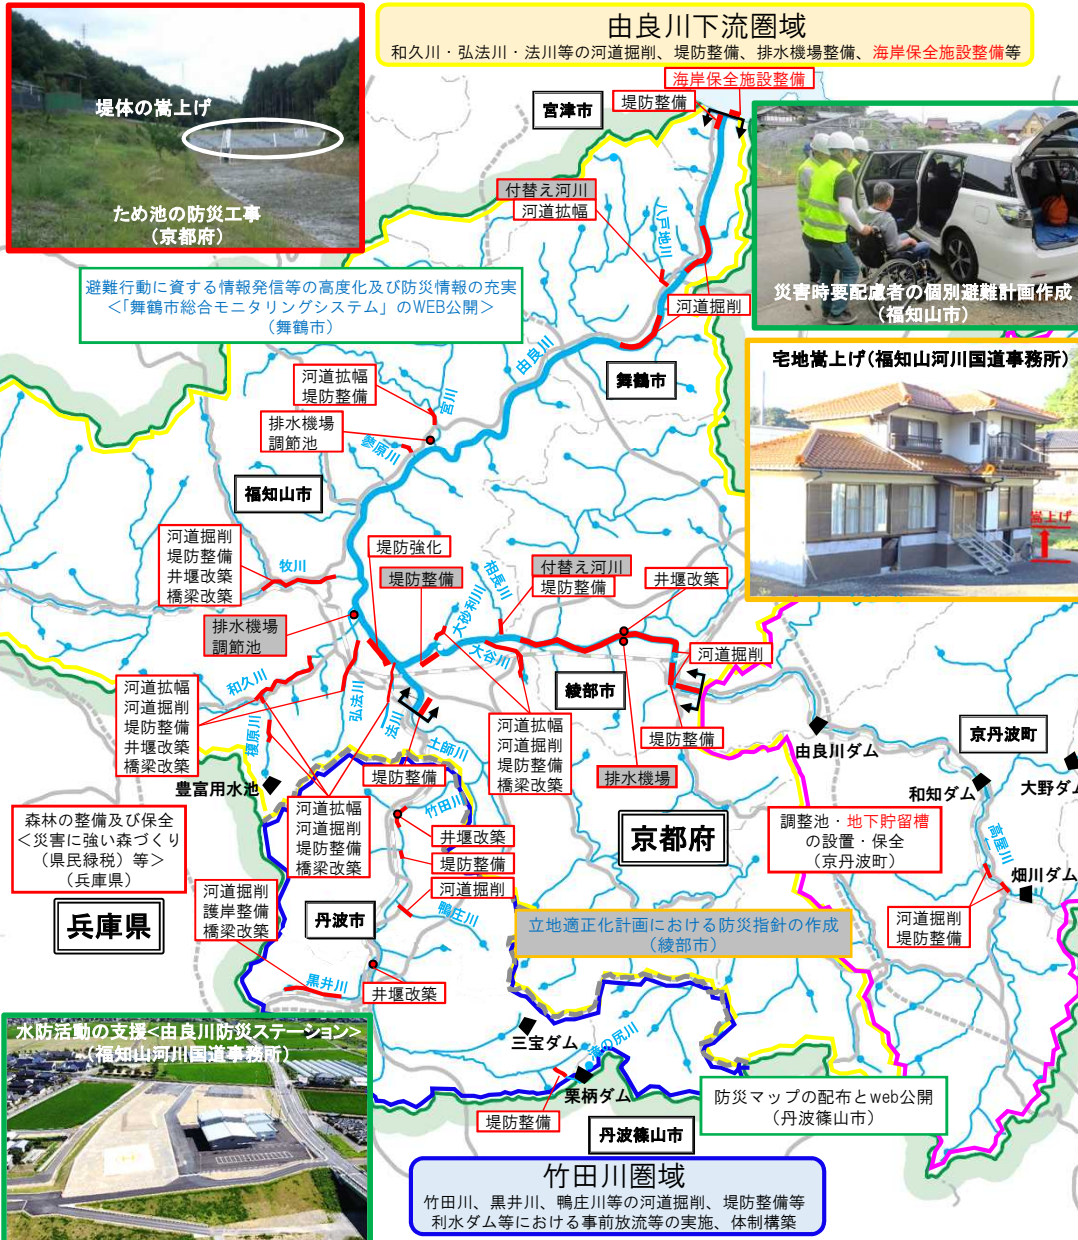 由良川下流圏域
和久川・弘法川・法川等の河道掘削、堤防整備、排水機場整備、海岸保全施設整備等
堤体の嵩上げ
ため池の防災工事
(京都府)
海岸保全施設整備
堤防整備
宮津市
付替え河川
河道拡幅
八戸地川
河道掘削
災害時要配慮者の個別避難計画作成
(福知山市)
避難行動に資する情報発信等の高度化及び防災情報の充実
<「舞鶴市総合モニタリングシステム」のWEB公開>
(舞鶴市)
由良川
舞鶴市
宅地嵩上げ(福知山河川国道事務所)
嵩上げ
河道拡幅
堤防整備
宮川
排水機場
調節池
蓼原川
福知山市
河道掘削
堤防整備
井堰改築
橋梁改築
牧川
堤防強化
堤防整備
相長川
大砂利川
付替え河川
堤防整備
井堰改築
排水機場
調節池
大谷川
河道掘削
綾部市
和久川
河道拡幅
河道掘削
堤防整備
井堰改築
橋梁改築
榎原川
弘法川
法川
土師川
河道拡幅
河道掘削
堤防整備
橋梁改築
堤防整備
排水機場
由良川ダム
京丹波町
和知ダム
大野ダム
豊富用水池
堤防整備
竹田川
河道拡幅
河道掘削
堤防整備
橋梁改築
森林の整備及び保全
<災害に強い森づくり
(県民緑税)等>
(兵庫県)
井堰改築
堤防整備
京都府
調整池・地下貯留槽
の設置・保全
(京丹波町)
高屋川
畑川ダム
河道掘削
堤防整備
河道掘削
護岸整備
橋梁改築
兵庫県
河道掘削
鴨庄川
丹波市
立地適正化計画における防災指針の作成
(綾部市)
黒井川
井堰改築
水防活動の支援<由良川防災ステーション>
(福知山河川国道事務所)
三宝ダム
滝の尻川
栗柄ダム
堤防整備
丹波篠山市
防災マップの配布とweb公開
(丹波篠山市)
竹田川圏域
竹田川、黒井川、鴨庄川等の河道掘削、堤防整備等
利水ダム等における事前放流等の実施、体制構築